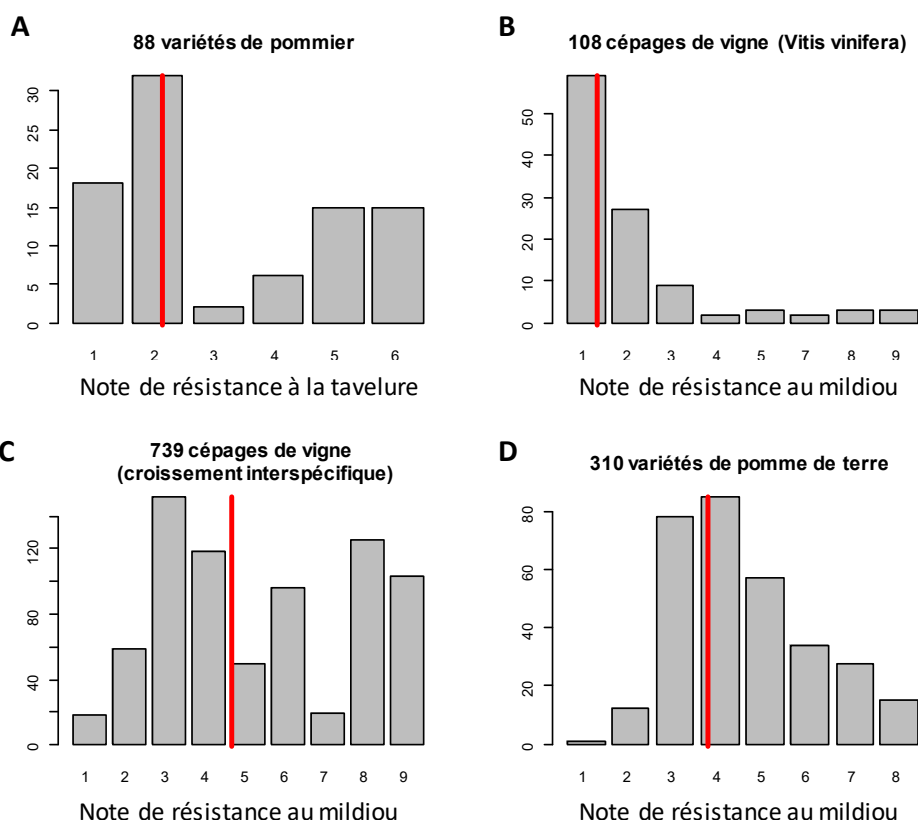 A
88 variétés de pommier
30
25
20
15
10
5
0
1 2 3 4 5 6
Note de résistance à la tavelure
B
108 cépages de vigne (Vitis vinifera)
50
40
30
20
10
0
1 2 3 4 5 7 8 9
Note de résistance au mildiou
C
739 cépages de vigne
(croissement interspécifique)
120
80
40
0
1 2 3 4 5 6 7 8 9
Note de résistance au mildiou
D
310 variétés de pomme de terre
80
60
40
20
0
1 2 3 4 5 6 7 8
Note de résistance au mildiou